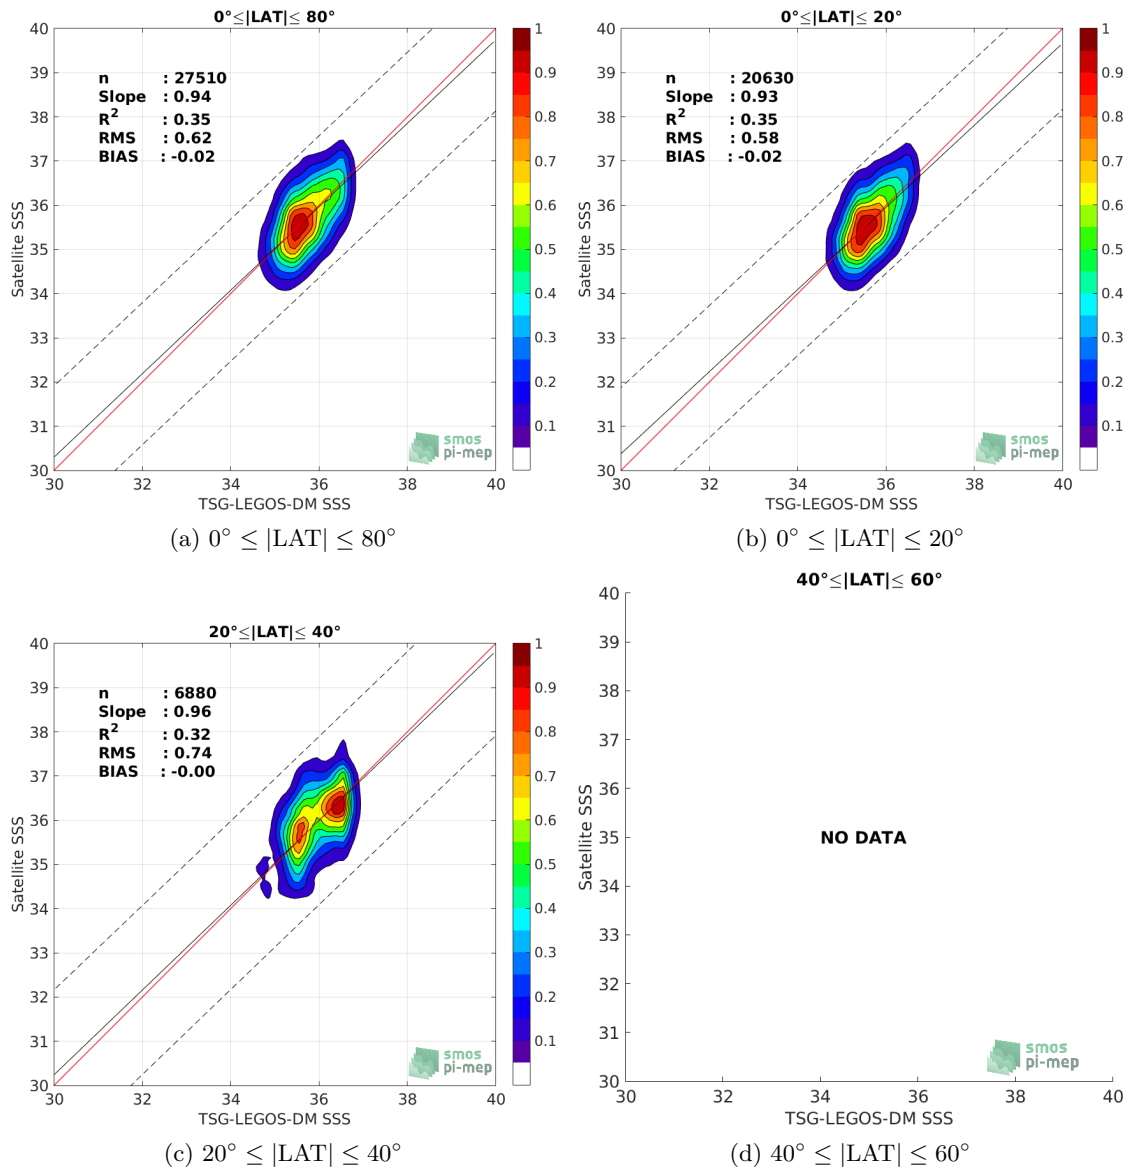 0°≤|LAT|≤ 80°
n : 27510
Slope : 0.94
R² : 0.35
RMS : 0.62
BIAS : -0.02
40
39
38
37
36
35
34
33
32
31
30
Satellite SSS
30 32 34 36 38 40
TSG-LEGOS-DM SSS
1
0.9
0.8
0.7
0.6
0.5
0.4
0.3
0.2
0.1
smos
pi-mep
(a) 0° ≤ |LAT| ≤ 80°
0°≤|LAT|≤ 20°
n : 20630
Slope : 0.93
R² : 0.35
RMS : 0.58
BIAS : -0.02
40
39
38
37
36
35
34
33
32
31
30
Satellite SSS
30 32 34 36 38 40
TSG-LEGOS-DM SSS
1
0.9
0.8
0.7
0.6
0.5
0.4
0.3
0.2
0.1
smos
pi-mep
(b) 0° ≤ |LAT| ≤ 20°
20°≤|LAT|≤ 40°
n : 6880
Slope : 0.96
R² : 0.32
RMS : 0.74
BIAS : -0.00
40
39
38
37
36
35
34
33
32
31
30
Satellite SSS
30 32 34 36 38 40
TSG-LEGOS-DM SSS
1
0.9
0.8
0.7
0.6
0.5
0.4
0.3
0.2
0.1
smos
pi-mep
(c) 20° ≤ |LAT| ≤ 40°
40°≤|LAT|≤ 60°
40
39
38
37
36
35
34
33
32
31
30
Satellite SSS
NO DATA
30 32 34 36 38 40
TSG-LEGOS-DM SSS
smos
pi-mep
(d) 40° ≤ |LAT| ≤ 60°